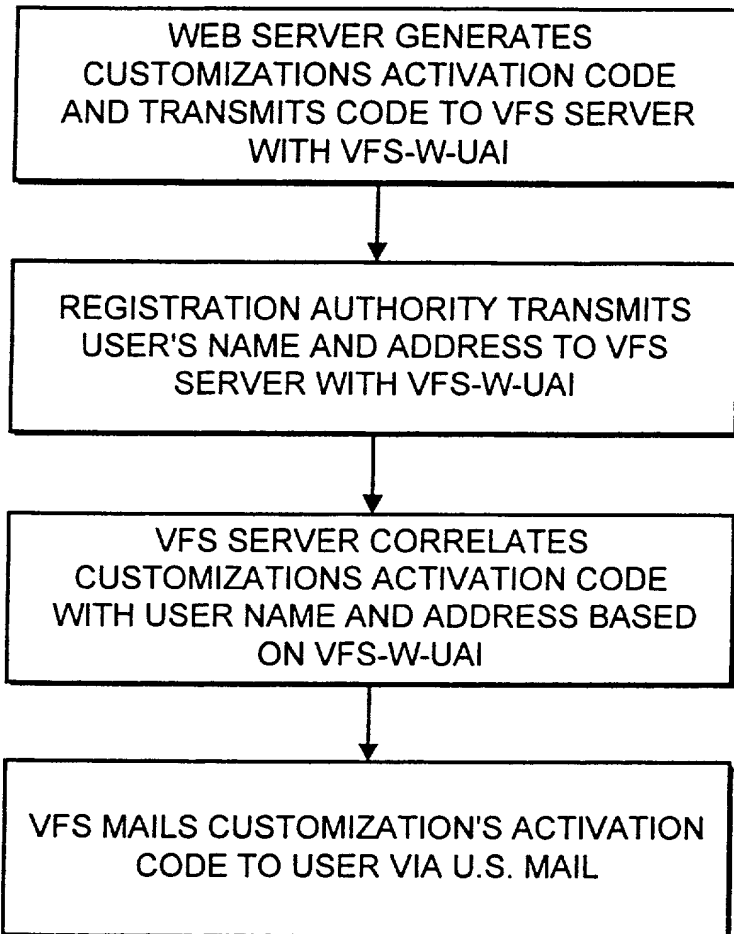 WEB SERVER GENERATES
CUSTOMIZATIONS ACTIVATION CODE
AND TRANSMITS CODE TO VFS SERVER
WITH VFS-W-UAI
REGISTRATION AUTHORITY TRANSMITS
USER'S NAME AND ADDRESS TO VFS
SERVER WITH VFS-W-UAI
VFS SERVER CORRELATES
CUSTOMIZATIONS ACTIVATION CODE
WITH USER NAME AND ADDRESS BASED
ON VFS-W-UAI
VFS MAILS CUSTOMIZATION'S ACTIVATION
CODE TO USER VIA U.S. MAIL